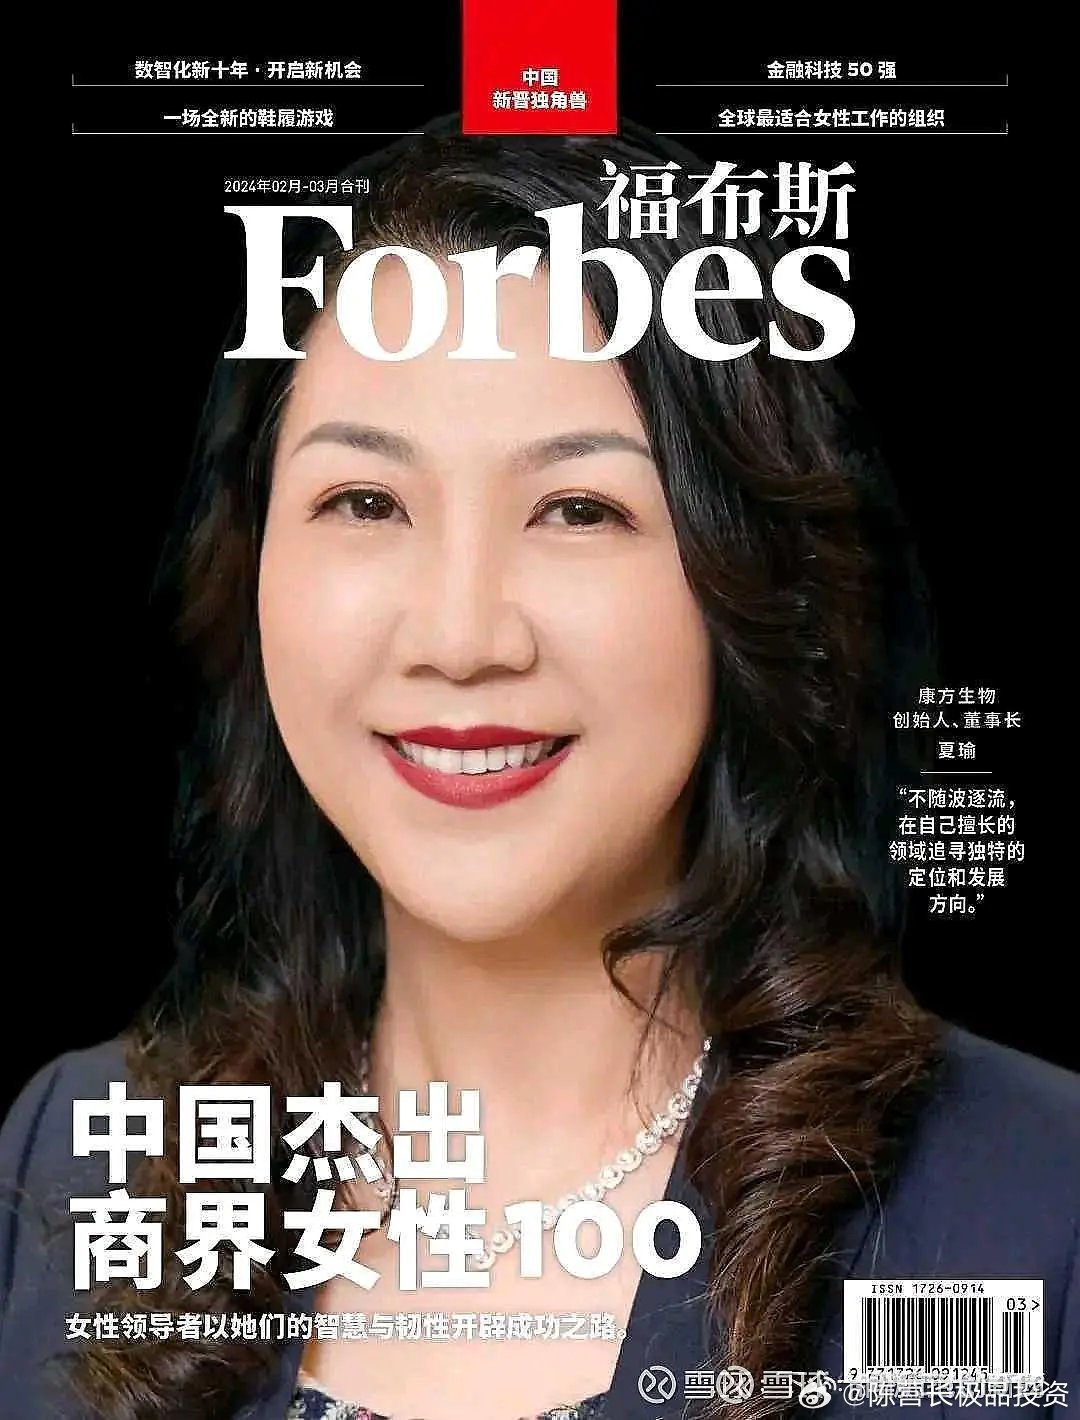 数智化新十年·开启新机会
一场全新的鞋履游戏
中国
新晋独角兽
金融科技 50 强
全球最适合女性工作的组织
2024年02月-03月合刊
福布斯
Forbes
康方生物
创始人、董事长
夏瑜
“不随波逐流，
在自己擅长的
领域追寻独特的
定位和发展
方向。”
中国杰出
商界女性100
女性领导者以她们的智慧与韧性开辟成功之路。
ISSN 1726-0914
03>
雪球
@陈鲁长极品投资